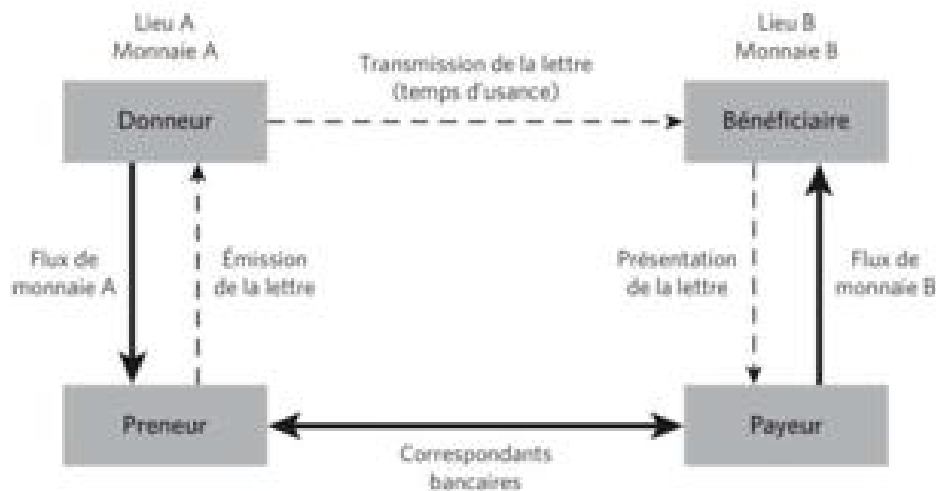 Lieu A
Monnaie A
Lieu B
Monnaie B
Transmission de la lettre
(temps d'usance)
Donneur
Bénéficiaire
Flux de
monnaie A
Émission
de la lettre
Présentation
de la lettre
Flux de
monnaie B
Preneur
Payeur
Correspondants
bancaires